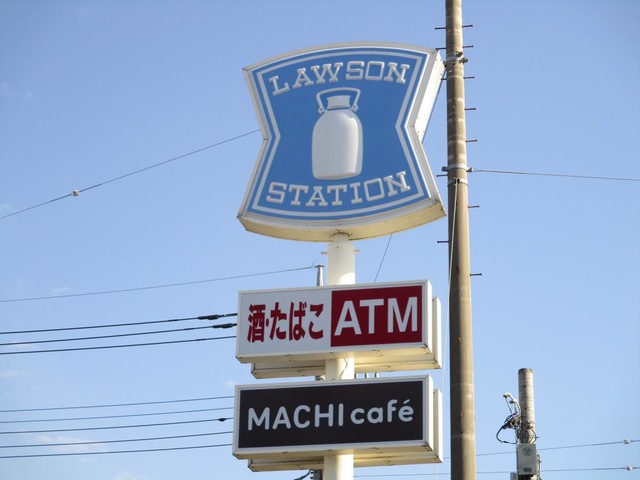 LAWSON
STATION
酒・たばこ ATM
MACHI café